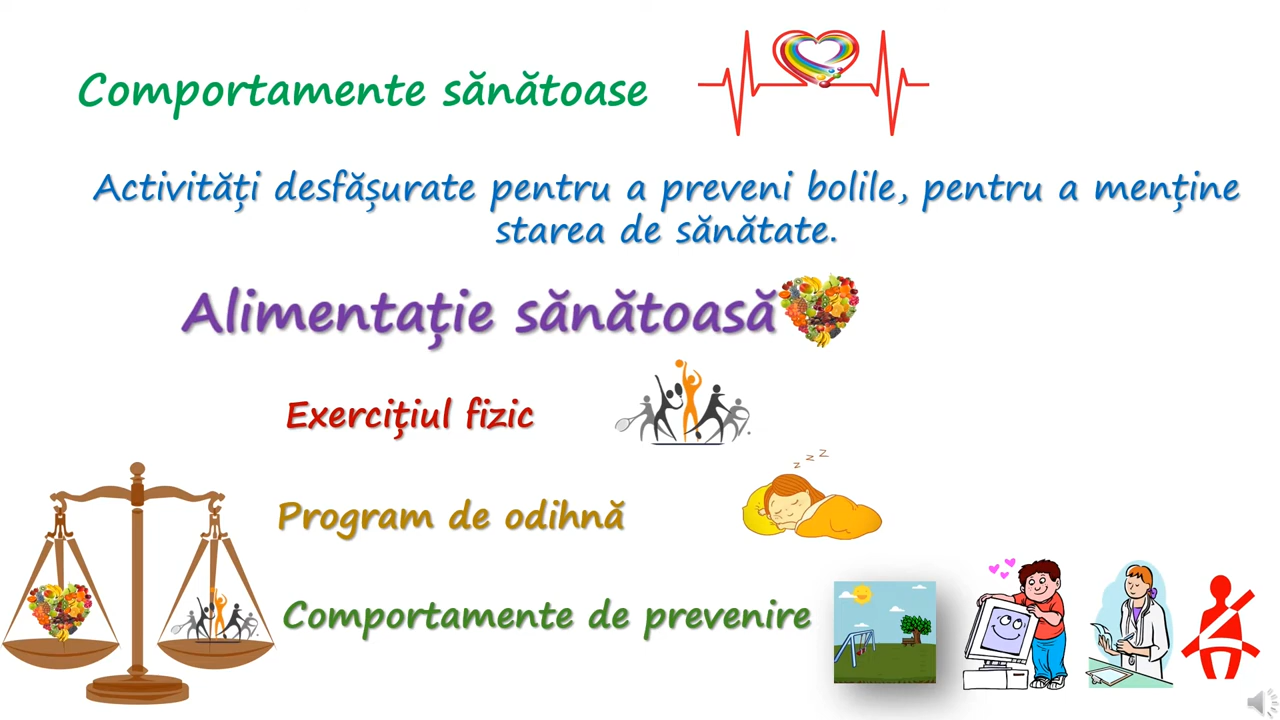 Comportamente sănătoase
Activități desfășurate pentru a preveni bolile, pentru a menține
starea de sănătate.
Alimentație sănătoasă
Exercițiul fizic
z z z
Program de odihnă
Comportamente de prevenire